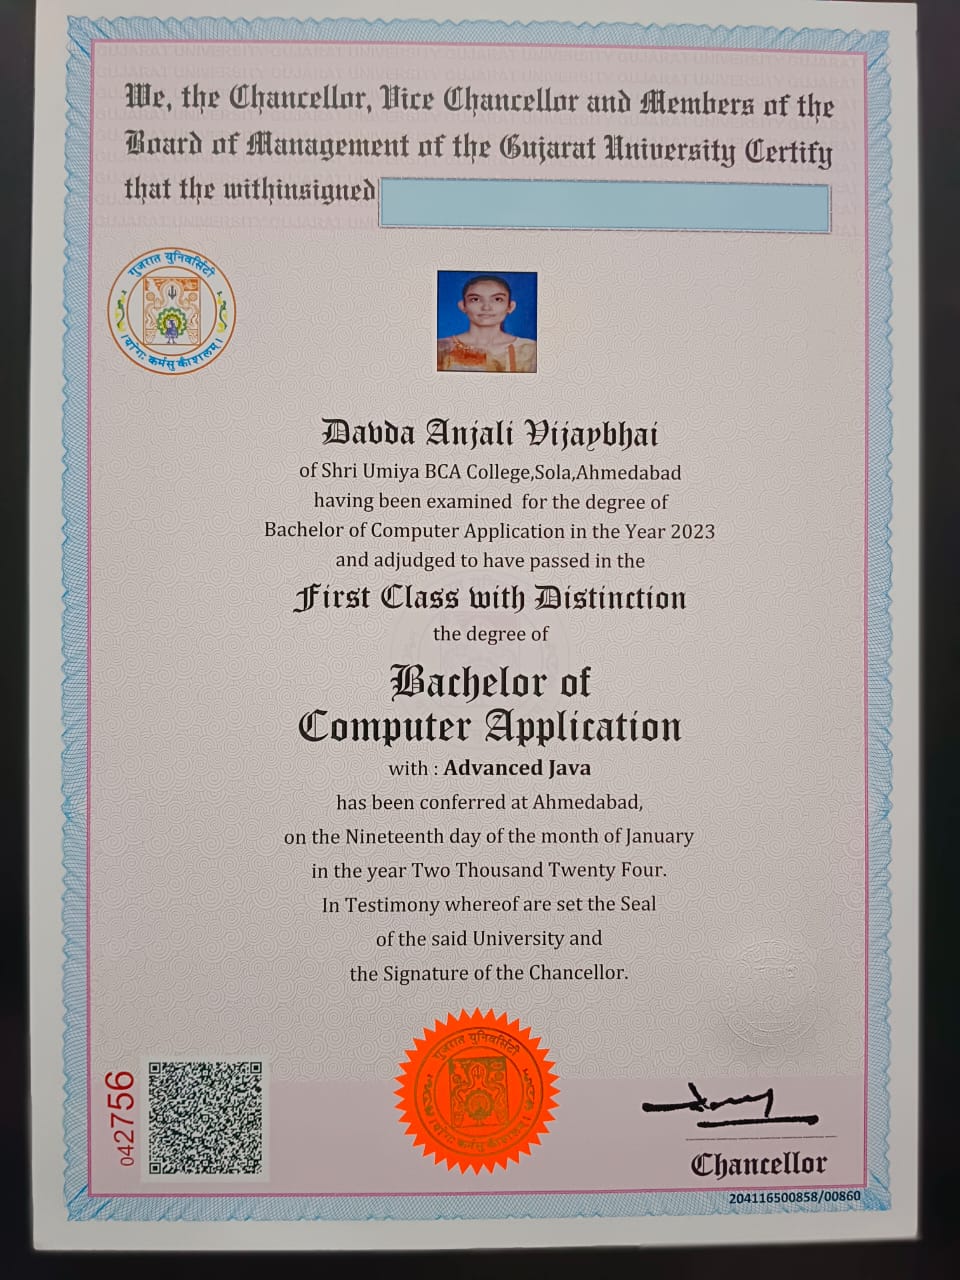 We, the Chancellor, Vice Chancellor and Members of the
Board of Management of the Gujarat University Certify
that the withinsigned
गुजरात युनिवर्सिटी
। योगः कर्मसु कौशलम् ।
Davda Anjali Vijaybhai
of Shri Umiya BCA College,Sola,Ahmedabad
having been examined for the degree of
Bachelor of Computer Application in the Year 2023
and adjudged to have passed in the
First Class with Distinction
the degree of
Bachelor of
Computer Application
with : Advanced Java
has been conferred at Ahmedabad,
on the Nineteenth day of the month of January
in the year Two Thousand Twenty Four.
In Testimony whereof are set the Seal
of the said University and
the Signature of the Chancellor.
042756
गुजरात युनिवर्सिटी
। योगः कर्मसु कौशलम् ।
Chancellor
204116500858/00860